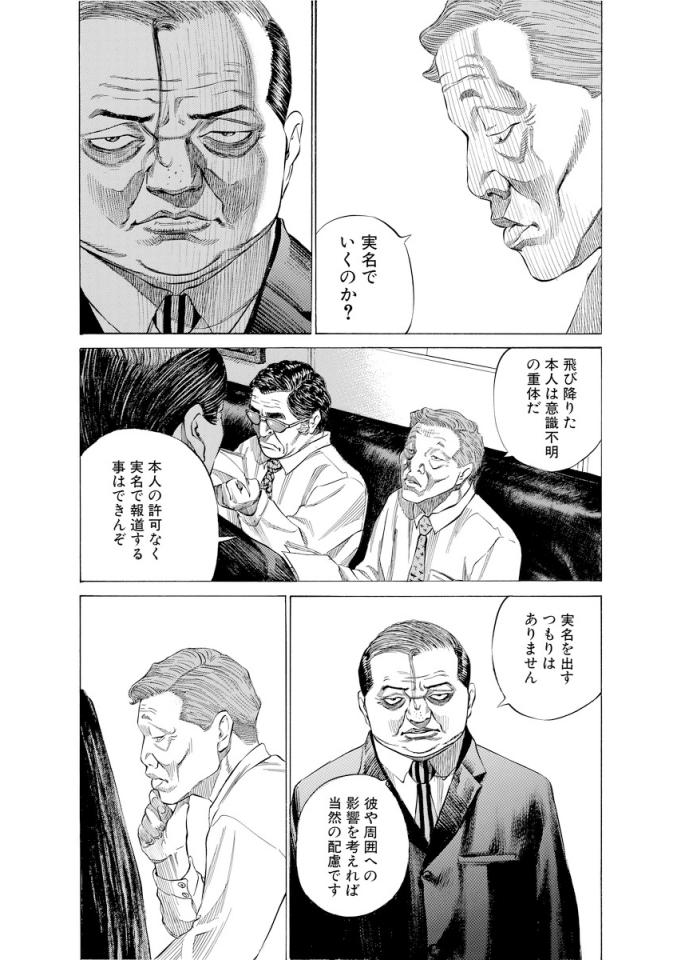 実名で
いくのか？
飛び降りた
本人は意識不明
の重体だ
本人の許可なく
実名で報道する
事はできんぞ
実名を出す
つもりは
ありません
彼や周囲への
影響を考えれば
当然の配慮です